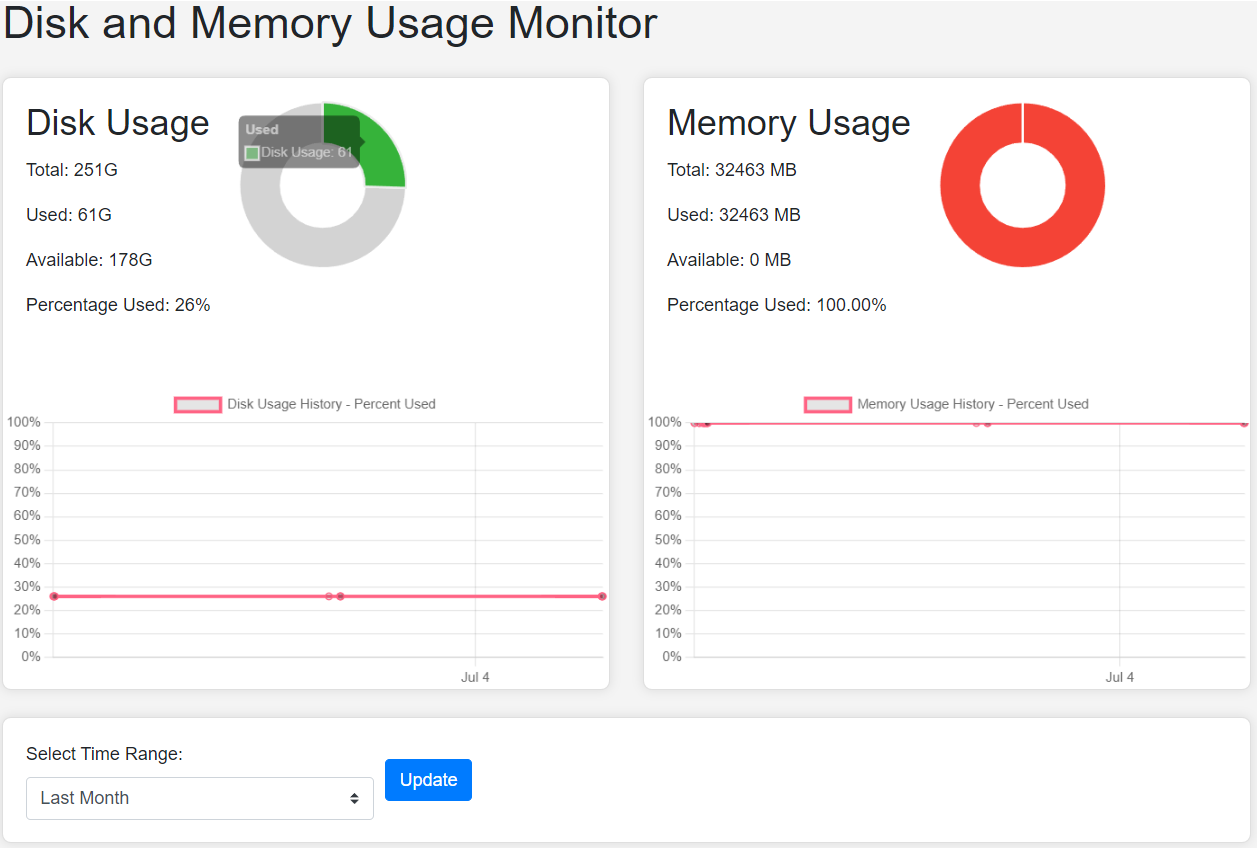 Disk and Memory Usage Monitor
Disk Usage
Used
Disk Usage: 61
Total: 251G
Used: 61G
Available: 178G
Percentage Used: 26%
Disk Usage History - Percent Used
100%
90%
80%
70%
60%
50%
40%
30%
20%
10%
0%
Jul 4
Memory Usage
Total: 32463 MB
Used: 32463 MB
Available: 0 MB
Percentage Used: 100.00%
Memory Usage History - Percent Used
100%
90%
80%
70%
60%
50%
40%
30%
20%
10%
0%
Jul 4
Select Time Range:
Last Month
Update